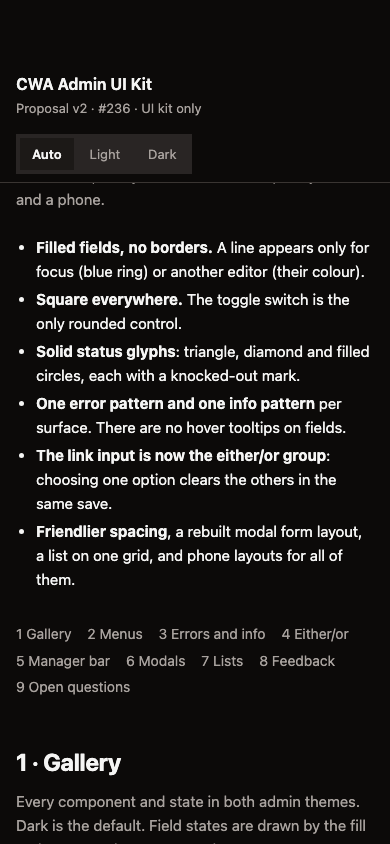 CWA Admin UI Kit
Proposal v2 · #236 · UI kit only
Auto Light Dark
and a phone.
• Filled fields, no borders. A line appears only for
focus (blue ring) or another editor (their colour).
• Square everywhere. The toggle switch is the
only rounded control.
• Solid status glyphs: triangle, diamond and filled
circles, each with a knocked-out mark.
• One error pattern and one info pattern per
surface. There are no hover tooltips on fields.
• The link input is now the either/or group:
choosing one option clears the others in the
same save.
• Friendlier spacing, a rebuilt modal form layout,
a list on one grid, and phone layouts for all of
them.
1 Gallery 2 Menus 3 Errors and info 4 Either/or
5 Manager bar 6 Modals 7 Lists 8 Feedback
9 Open questions
1 · Gallery
Every component and state in both admin themes.
Dark is the default. Field states are drawn by the fill